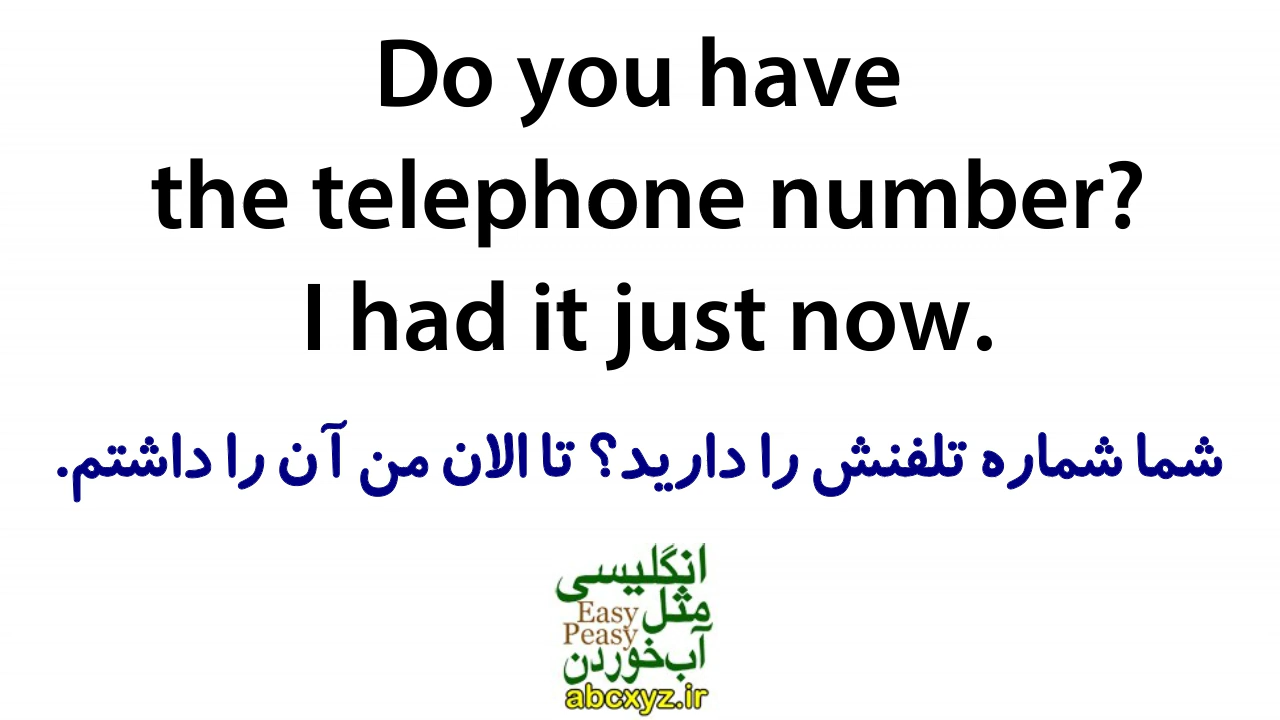 Do you have
the telephone number?
I had it just now.
شما شماره تلفنش را دارید؟ تا الان من آن را داشتم.
انگلیسی
مثل
Easy
Peasy
آب‌خوردن
abcxyz.ir